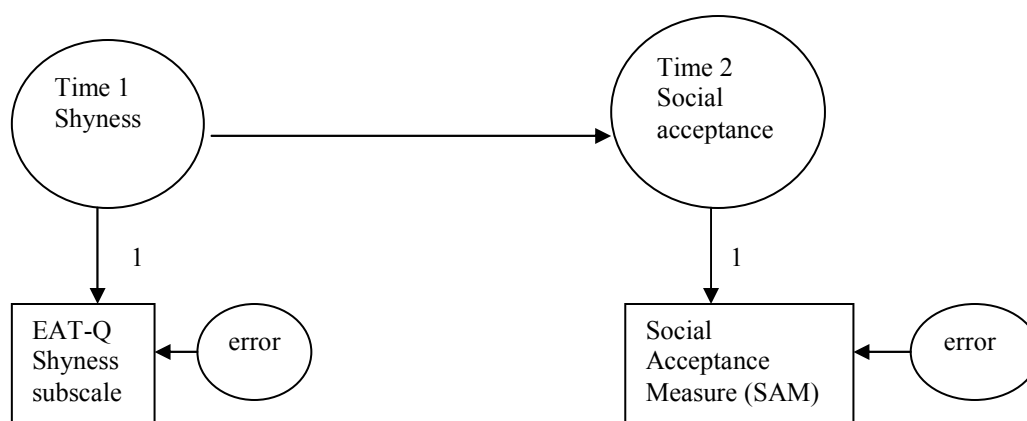 Time 1
Shyness
Time 2
Social
acceptance
1
1
EAT-Q
Shyness
subscale
error
Social
Acceptance
Measure (SAM)
error